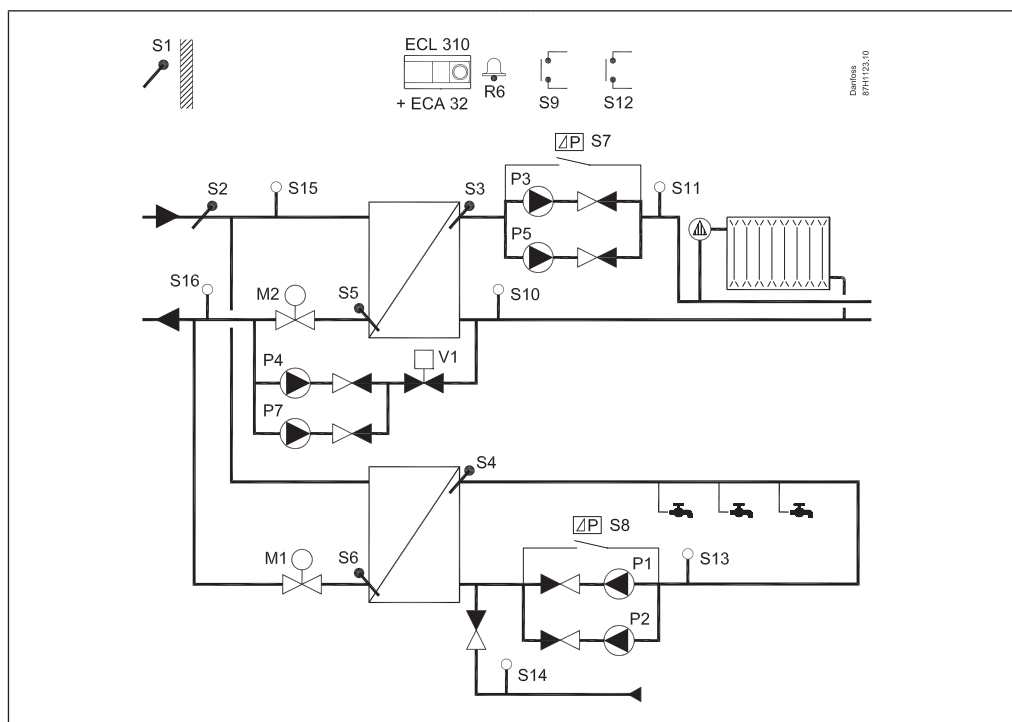 S1
ECL 310
+ ECA 32
R6
S9
S12
Danfoss
87H1123.10
⊿P S7
S2
S15
S3
P3
S11
P5
S16
M2
S5
S10
P4
V1
P7
S4
⊿P S8
M1
S6
P1
S13
P2
S14